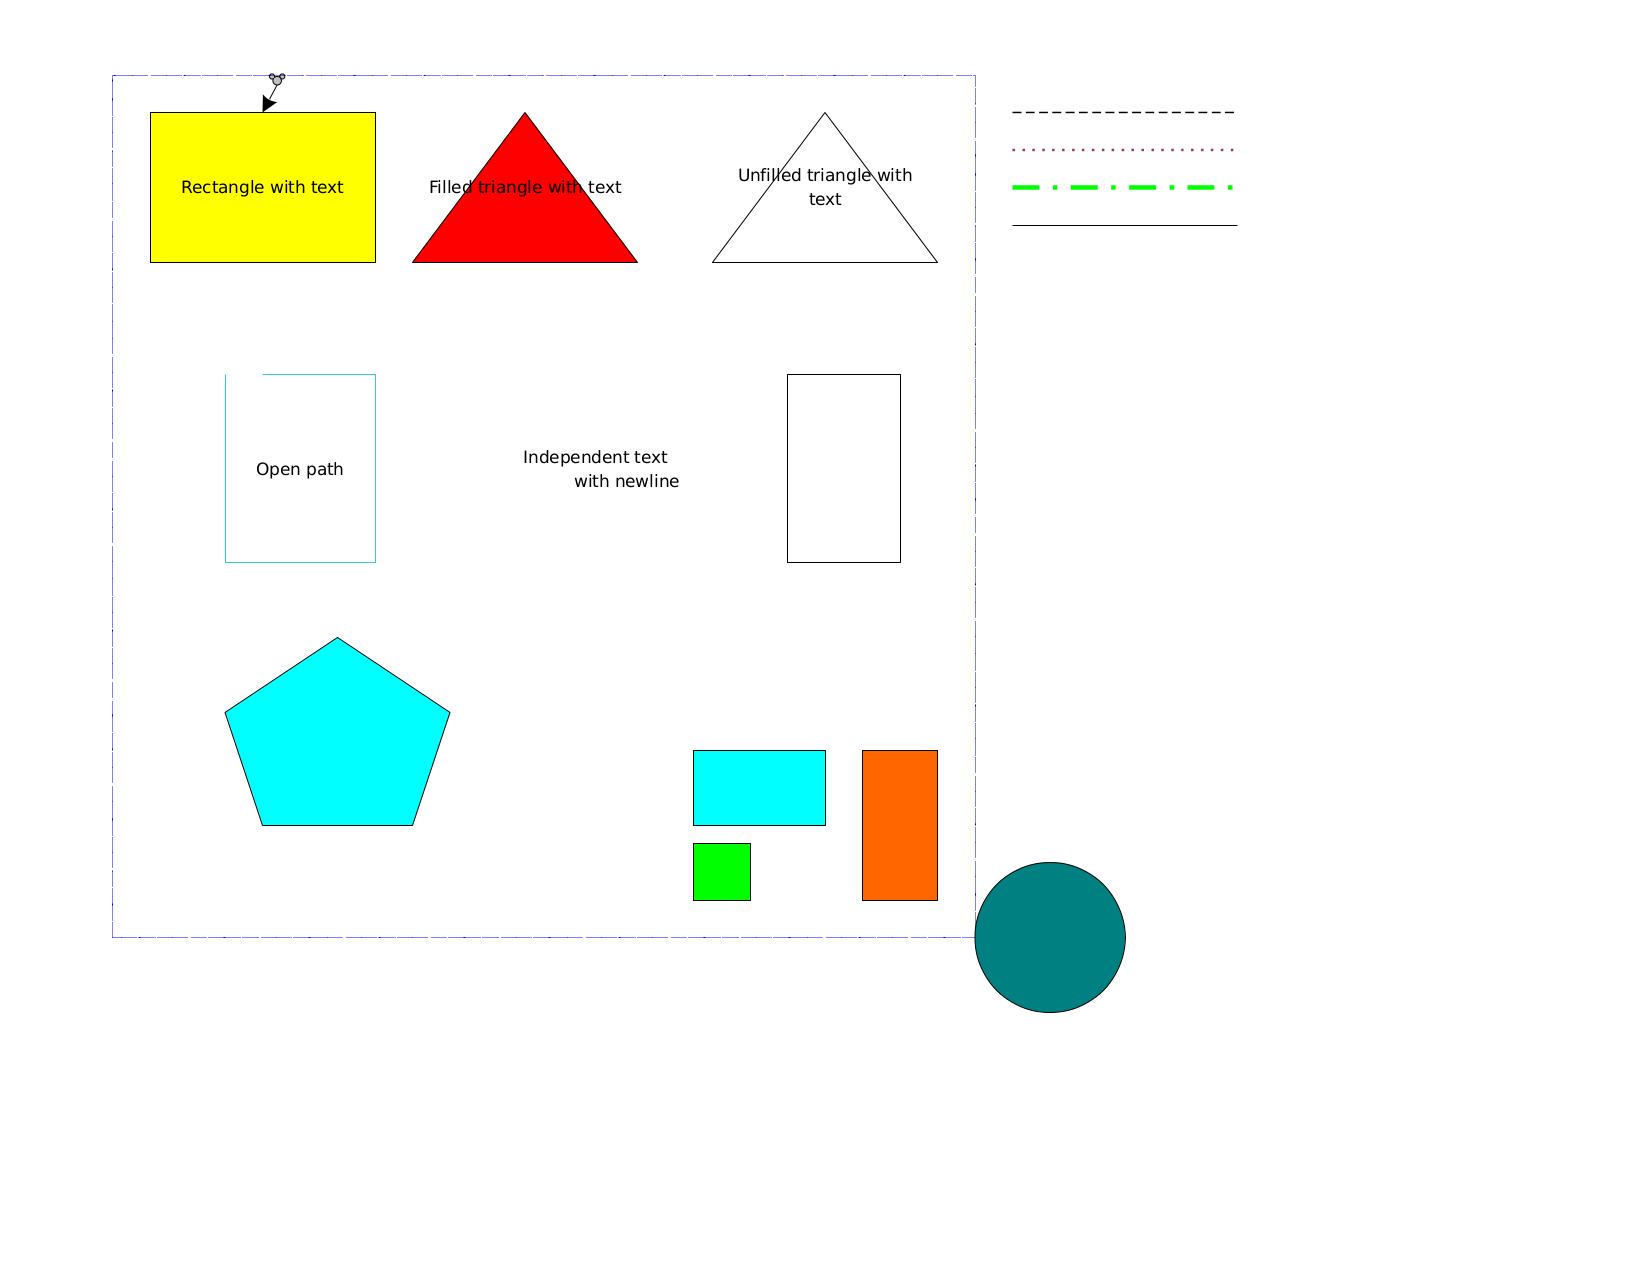 Rectangle with text
Filled triangle with text
Unfilled triangle with
text
Open path
Independent text
with newline